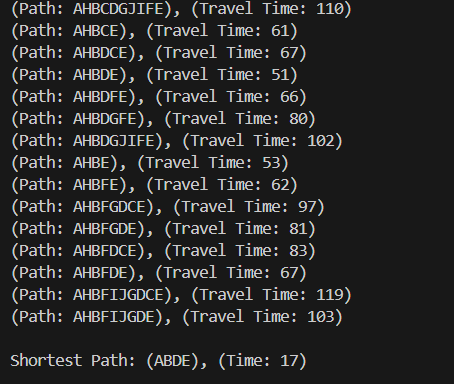 (Path: AHBCDGJIFE), (Travel Time: 110)
(Path: AHBCE), (Travel Time: 61)
(Path: AHBDCE), (Travel Time: 67)
(Path: AHBDE), (Travel Time: 51)
(Path: AHBDFE), (Travel Time: 66)
(Path: AHBDGFE), (Travel Time: 80)
(Path: AHBDGJIFE), (Travel Time: 102)
(Path: AHBE), (Travel Time: 53)
(Path: AHBFE), (Travel Time: 62)
(Path: AHBFGDCE), (Travel Time: 97)
(Path: AHBFGDE), (Travel Time: 81)
(Path: AHBFDCE), (Travel Time: 83)
(Path: AHBFDE), (Travel Time: 67)
(Path: AHBFIJGDCE), (Travel Time: 119)
(Path: AHBFIJGDE), (Travel Time: 103)
Shortest Path: (ABDE), (Time: 17)